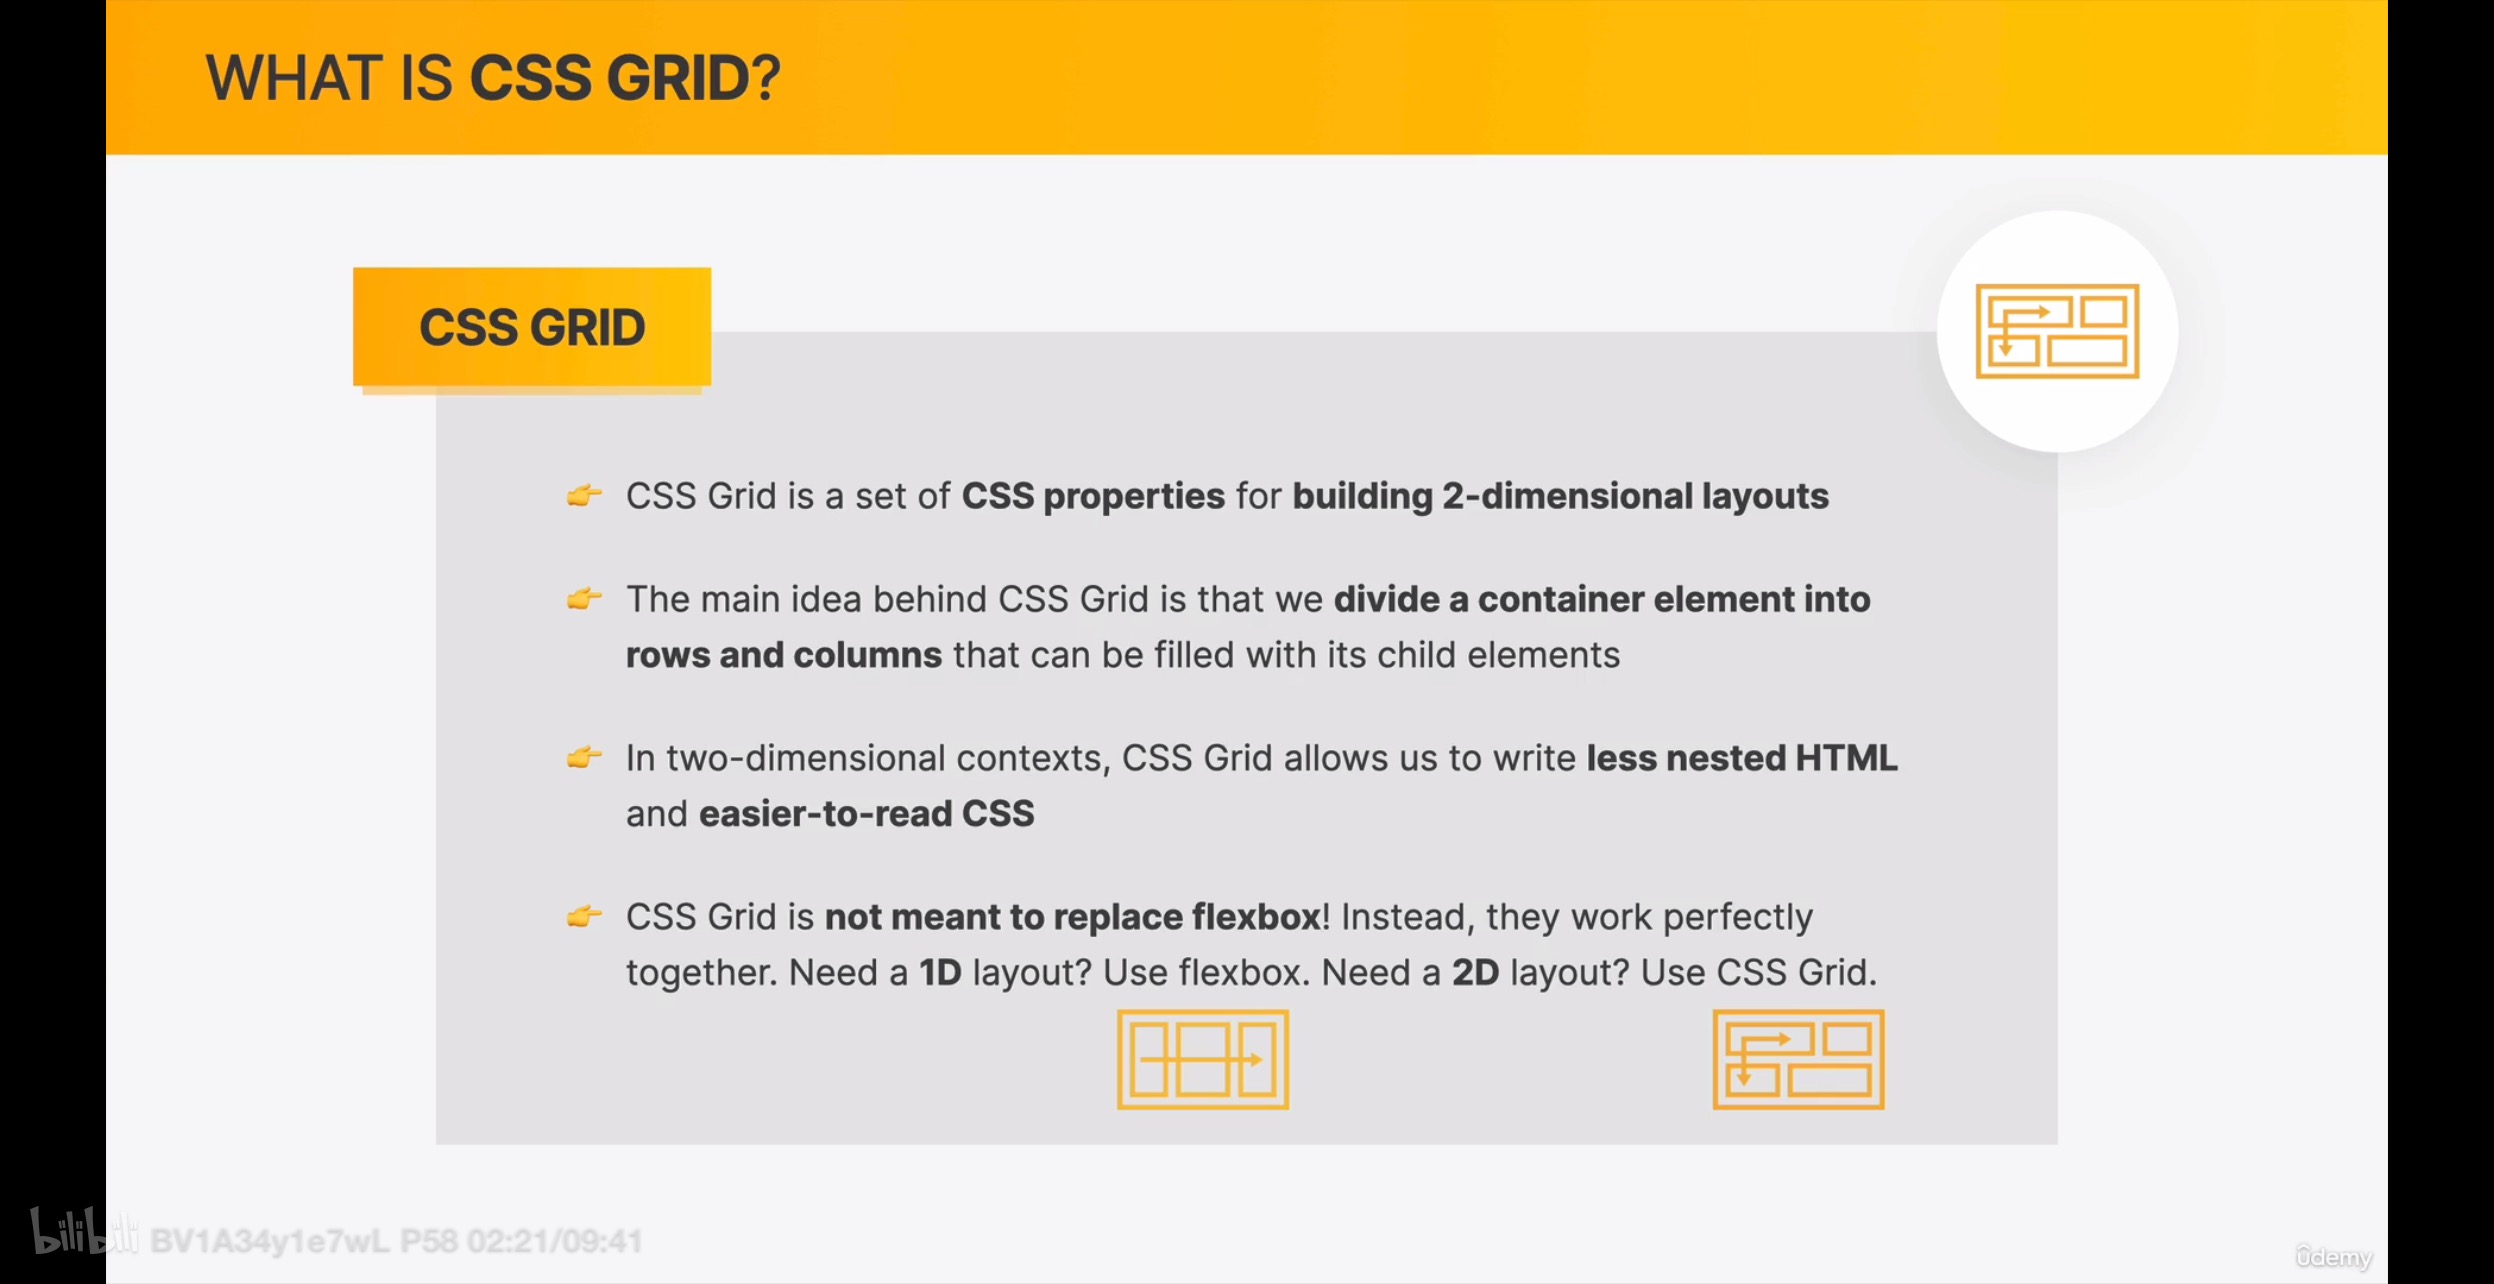 WHAT IS CSS GRID?
CSS GRID
👉 CSS Grid is a set of CSS properties for building 2-dimensional layouts
👉 The main idea behind CSS Grid is that we divide a container element into
rows and columns that can be filled with its child elements
👉 In two-dimensional contexts, CSS Grid allows us to write less nested HTML
and easier-to-read CSS
👉 CSS Grid is not meant to replace flexbox! Instead, they work perfectly
together. Need a 1D layout? Use flexbox. Need a 2D layout? Use CSS Grid.
bilibili BV1A34y1e7wL P58 02:21/09:41
ûdemy